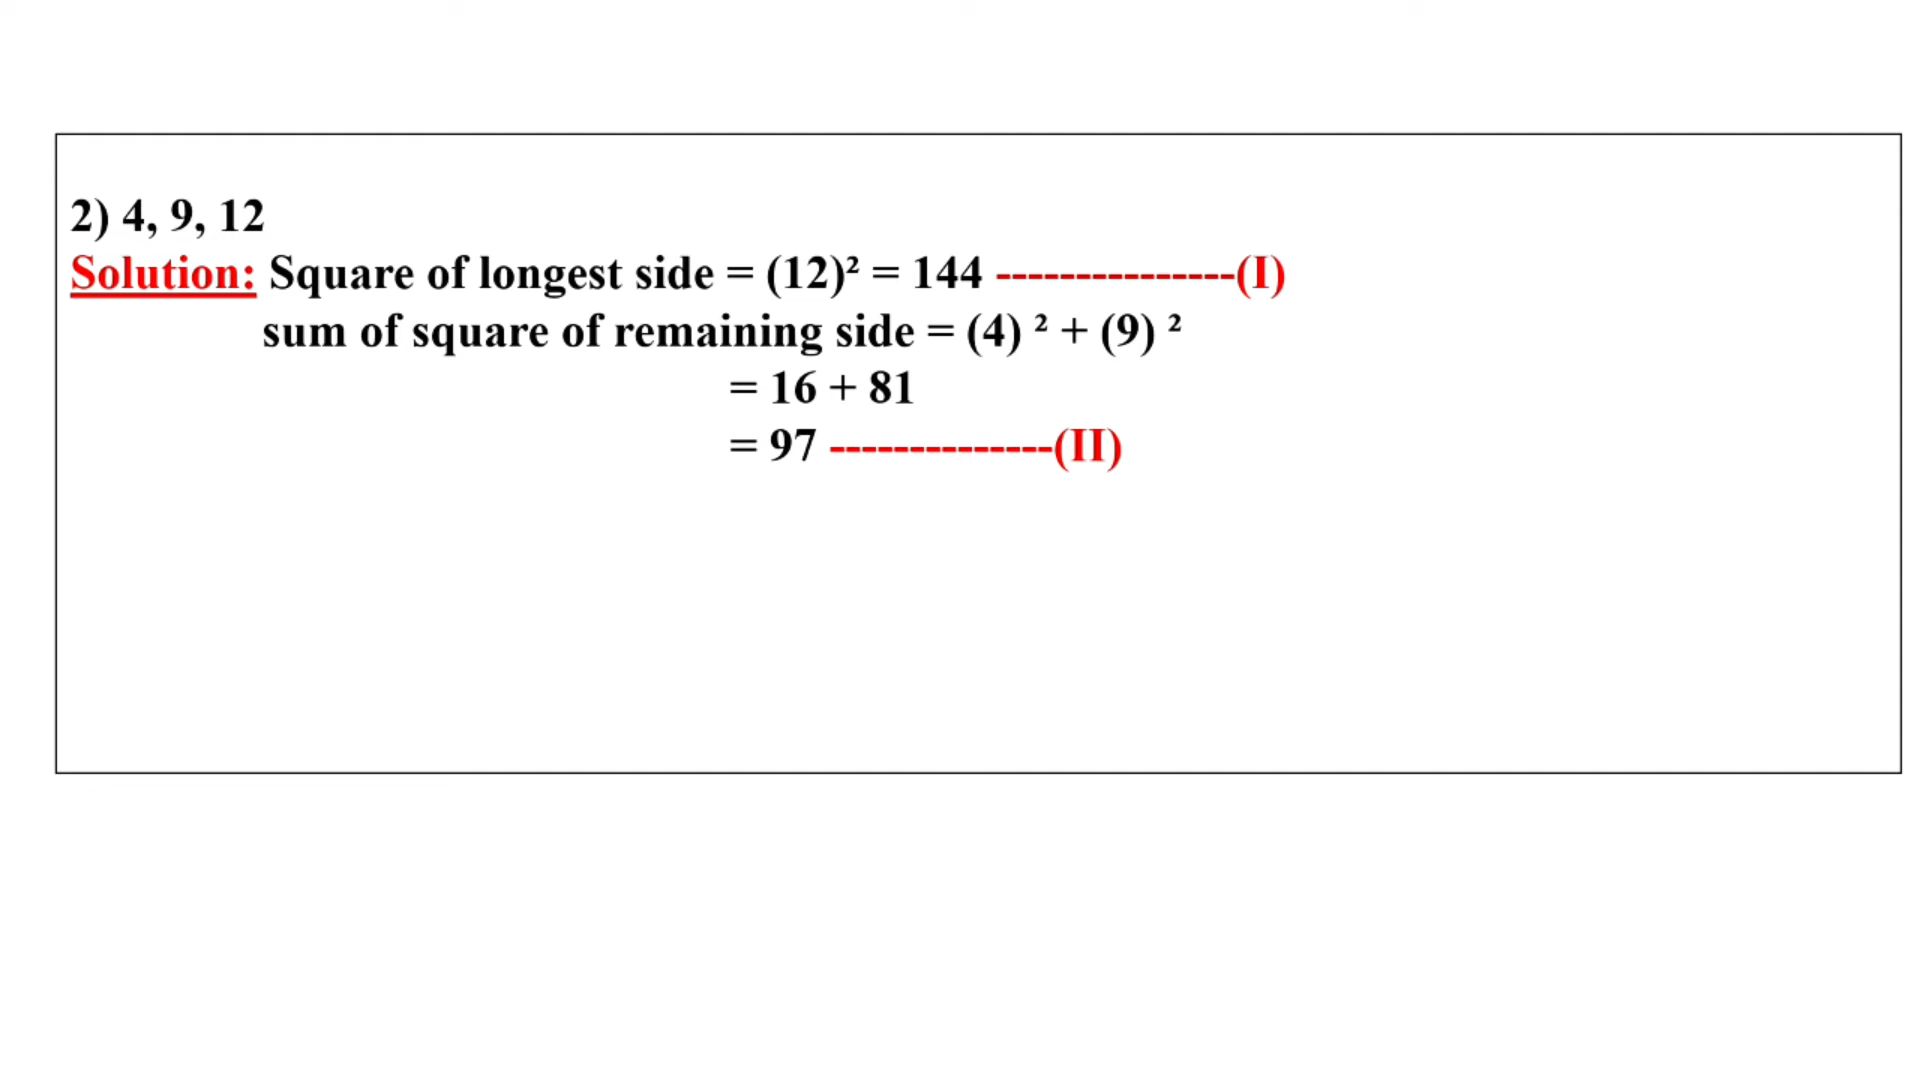 2) 4, 9, 12
Solution: Square of longest side = (12)² = 144 ---------------(I)
sum of square of remaining side = (4) ² + (9) ²
= 16 + 81
= 97 --------------(II)